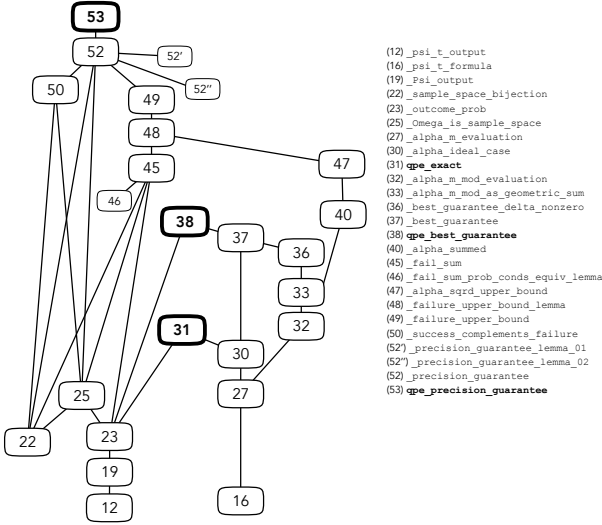 53
52
52'
52''
50
49
48
47
45
46
40
38
37
36
33
31
32
30
27
25
22
23
19
12
16
(12) _psi_t_output
(16) _psi_t_formula
(19) _Psi_output
(22) _sample_space_bijection
(23) _outcome_prob
(25) _Omega_is_sample_space
(27) _alpha_m_evaluation
(30) _alpha_ideal_case
(31) qpe_exact
(32) _alpha_m_mod_evaluation
(33) _alpha_m_mod_as_geometric_sum
(36) _best_guarantee_delta_nonzero
(37) _best_guarantee
(38) qpe_best_guarantee
(40) _alpha_summed
(45) _fail_sum
(46) _fail_sum_prob_conds_equiv_lemma
(47) _alpha_sqrd_upper_bound
(48) _failure_upper_bound_lemma
(49) _failure_upper_bound
(50) _success_complements_failure
(52') _precision_guarantee_lemma_01
(52'') _precision_guarantee_lemma_02
(52) _precision_guarantee
(53) qpe_precision_guarantee